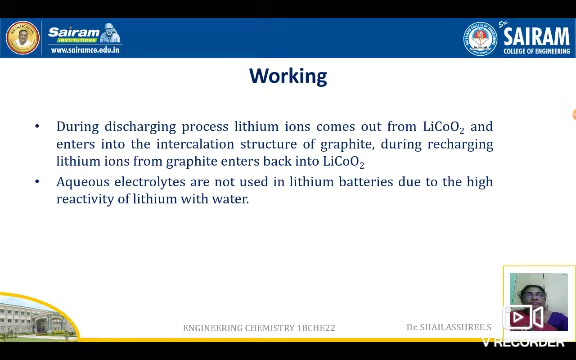 Sairam
INSTITUTIONS
www.sairamce.edu.in
Sri
SAIRAM
COLLEGE OF ENGINEERING
Working
• During discharging process lithium ions comes out from LiCoO2 and
enters into the intercalation structure of graphite, during recharging
lithium ions from graphite enters back into LiCoO2
• Aqueous electrolytes are not used in lithium batteries due to the high
reactivity of lithium with water.
ENGINEERING CHEMISTRY 18CHE22
Dr. SHAILASSHREE.S
V RECORDER